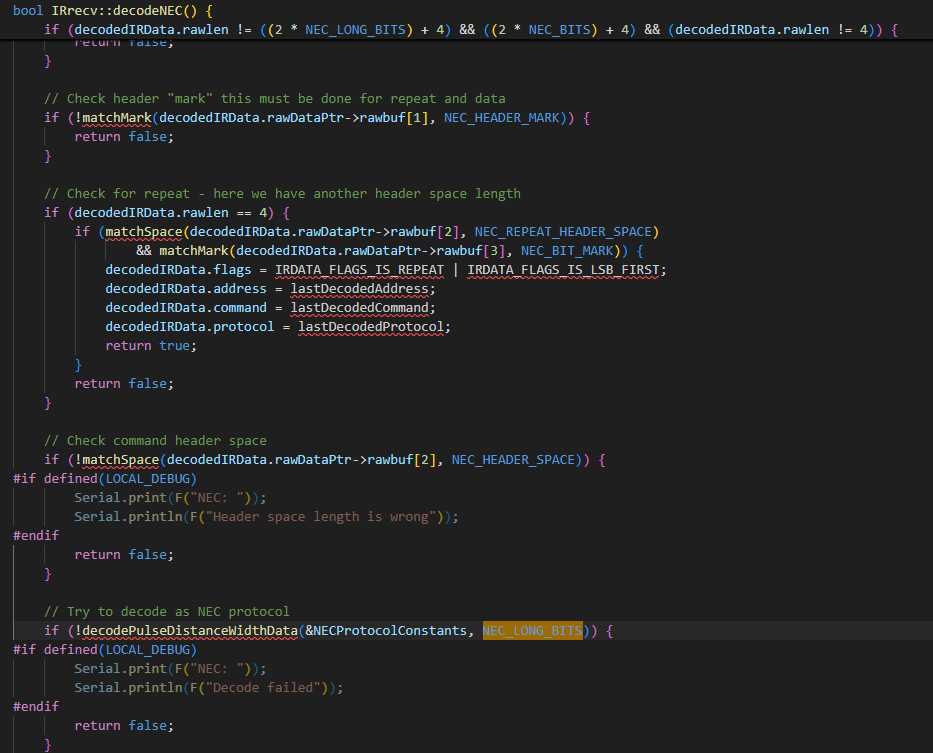 bool IRrecv::decodeNEC() {
    if (decodedIRData.rawlen != ((2 * NEC_LONG_BITS) + 4) && ((2 * NEC_BITS) + 4) && (decodedIRData.rawlen != 4)) {
        return false;
    }

    // Check header "mark" this must be done for repeat and data
    if (!matchMark(decodedIRData.rawDataPtr->rawbuf[1], NEC_HEADER_MARK)) {
        return false;
    }

    // Check for repeat - here we have another header space length
    if (decodedIRData.rawlen == 4) {
        if (matchSpace(decodedIRData.rawDataPtr->rawbuf[2], NEC_REPEAT_HEADER_SPACE)
                && matchMark(decodedIRData.rawDataPtr->rawbuf[3], NEC_BIT_MARK)) {
            decodedIRData.flags = IRDATA_FLAGS_IS_REPEAT | IRDATA_FLAGS_IS_LSB_FIRST;
            decodedIRData.address = lastDecodedAddress;
            decodedIRData.command = lastDecodedCommand;
            decodedIRData.protocol = lastDecodedProtocol;
            return true;
        }
        return false;
    }

    // Check command header space
    if (!matchSpace(decodedIRData.rawDataPtr->rawbuf[2], NEC_HEADER_SPACE)) {
#if defined(LOCAL_DEBUG)
        Serial.print(F("NEC: "));
        Serial.println(F("Header space length is wrong"));
#endif
        return false;
    }

    // Try to decode as NEC protocol
    if (!decodePulseDistanceWidthData(&NECProtocolConstants, NEC_LONG_BITS)) {
#if defined(LOCAL_DEBUG)
        Serial.print(F("NEC: "));
        Serial.println(F("Decode failed"));
#endif
        return false;
    }